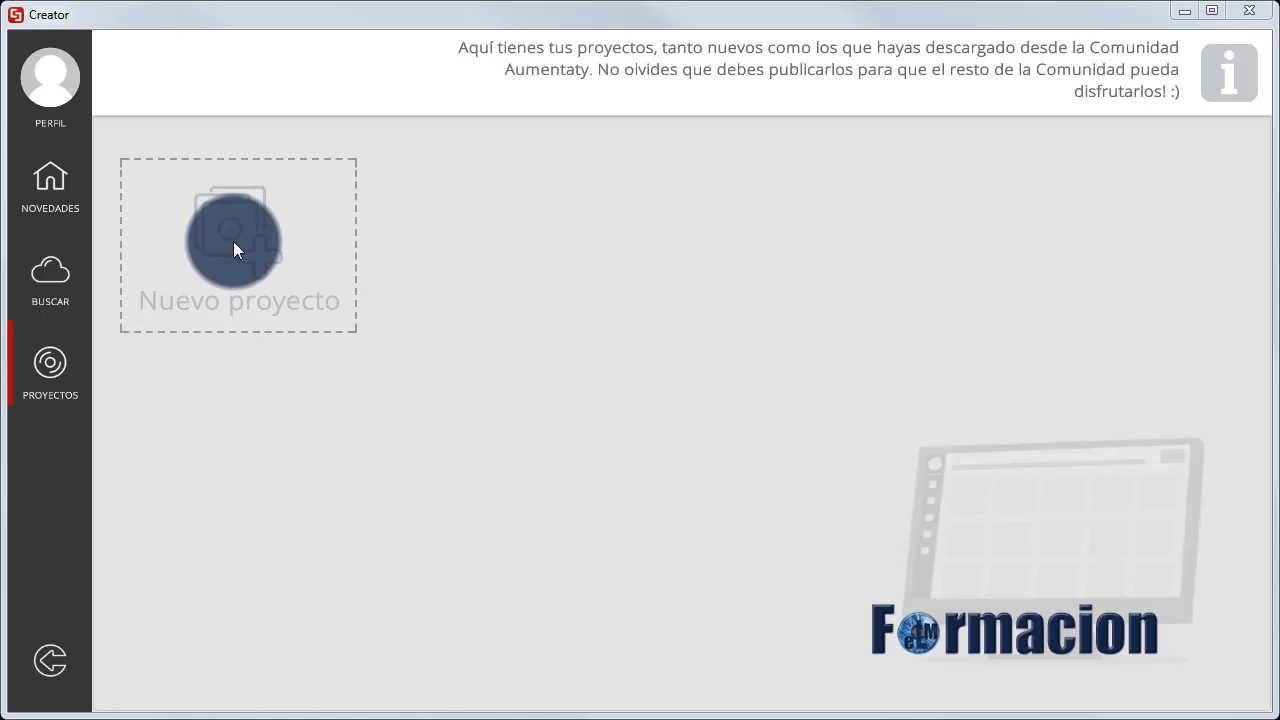 Creator
Aquí tienes tus proyectos, tanto nuevos como los que hayas descargado desde la Comunidad
Aumentaty. No olvides que debes publicarlos para que el resto de la Comunidad pueda
disfrutarlos! :)
PERFIL
NOVEDADES
BUSCAR
PROYECTOS
Nuevo proyecto
Formacion